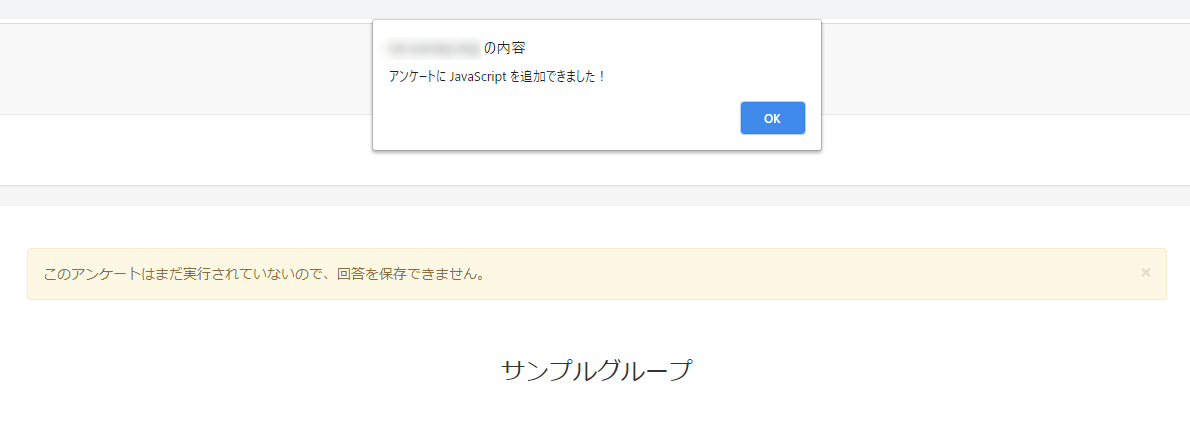 の内容
アンケートに JavaScript を追加できました！
OK
このアンケートはまだ実行されていないので、回答を保存できません。
×
サンプルグループ